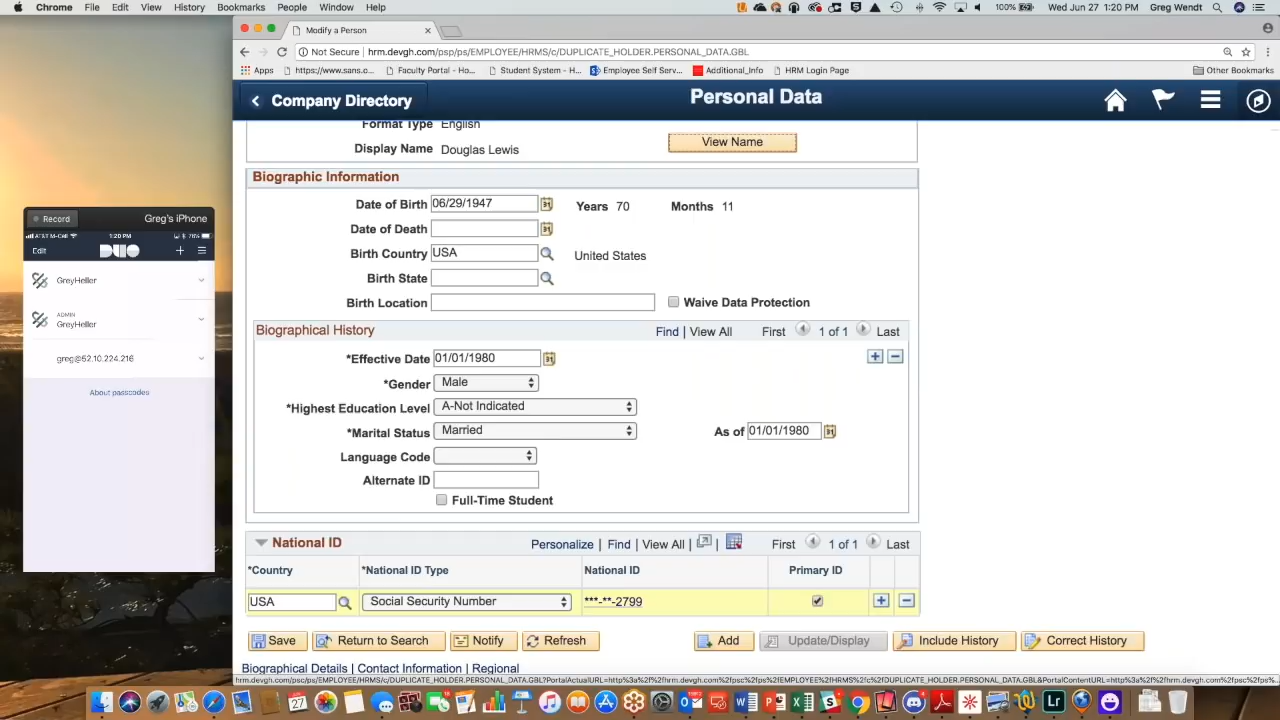 Chrome File Edit View History Bookmarks People Window Help 100% Wed Jun 27 1:20 PM Greg Wendt
Modify a Person
Not Secure | hrm.devgh.com/psp/ps/EMPLOYEE/HRMS/c/DUPLICATE_HOLDER.PERSONAL_DATA.GBL
Apps https://www.sans.o... Faculty Portal - Ho... Student System - H... Employee Self Serv... Additional_Info HRM Login Page Other Bookmarks
Company Directory Personal Data
Format Type English
Display Name Douglas Lewis View Name
Biographic Information
Date of Birth 06/29/1947 Years 70 Months 11
Date of Death
Birth Country USA United States
Birth State
Birth Location Waive Data Protection
Biographical History Find | View All First 1 of 1 Last
*Effective Date 01/01/1980
*Gender Male
*Highest Education Level A-Not Indicated
*Marital Status Married As of 01/01/1980
Language Code
Alternate ID
Full-Time Student
National ID Personalize | Find | View All | | First 1 of 1 Last
*Country *National ID Type National ID Primary ID
USA Social Security Number ***-**-2799
Save Return to Search Notify Refresh Add Update/Display Include History Correct History
Biographical Details | Contact Information | Regional
Record Greg's iPhone
1:20 PM 76%
Edit DUO
GreyHeller
ADMIN
GreyHeller
greg@52.10.224.216
About passcodes